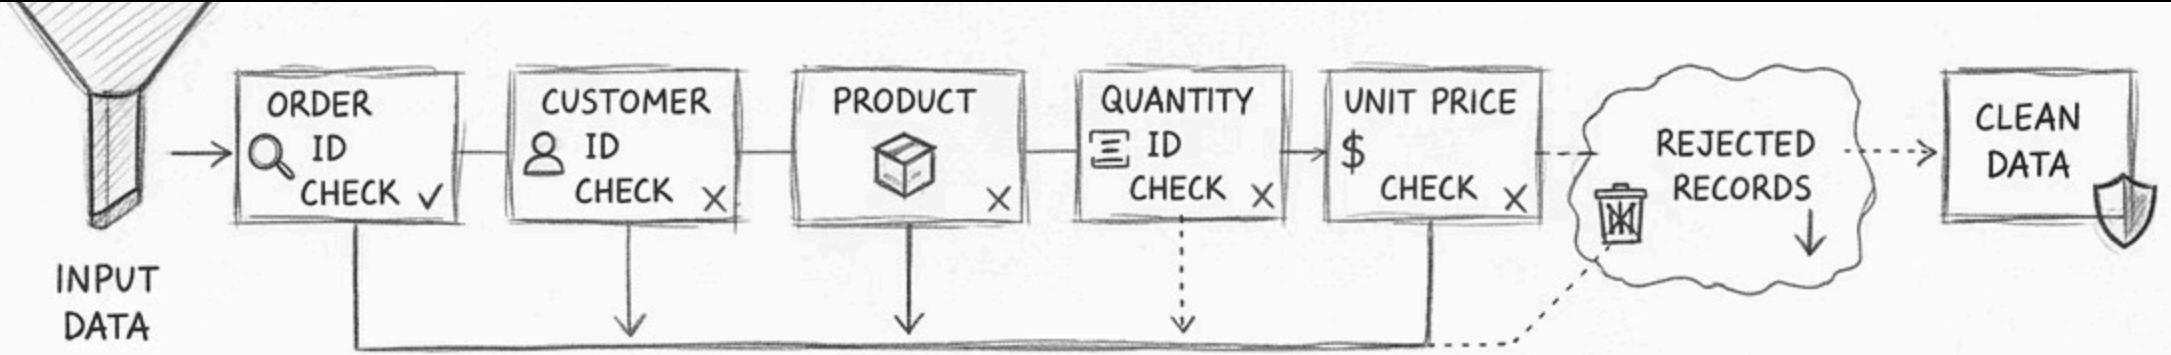 INPUT
DATA
ORDER
ID
CHECK ✓
CUSTOMER
ID
CHECK X
PRODUCT
X
QUANTITY
ID
CHECK X
UNIT PRICE
$
CHECK X
REJECTED
RECORDS
CLEAN
DATA